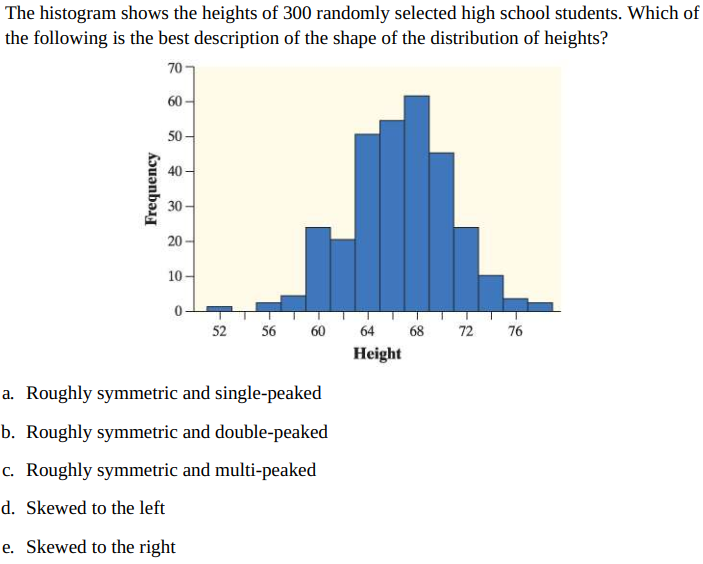 The histogram shows the heights of 300 randomly selected high school students. Which of
the following is the best description of the shape of the distribution of heights?
70
60
50
40
30
20
10
0
Frequency
52 56 60 64 68 72 76
Height
a. Roughly symmetric and single-peaked
b. Roughly symmetric and double-peaked
c. Roughly symmetric and multi-peaked
d. Skewed to the left
e. Skewed to the right